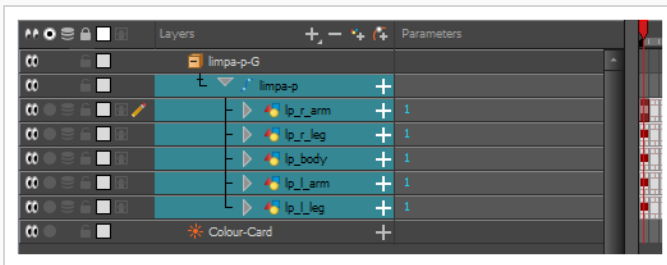 Layers Parameters
limpa-p-G
limpa-p
lp_r_arm 1
lp_r_leg 1
lp_body 1
lp_l_arm 1
lp_l_leg 1
Colour-Card